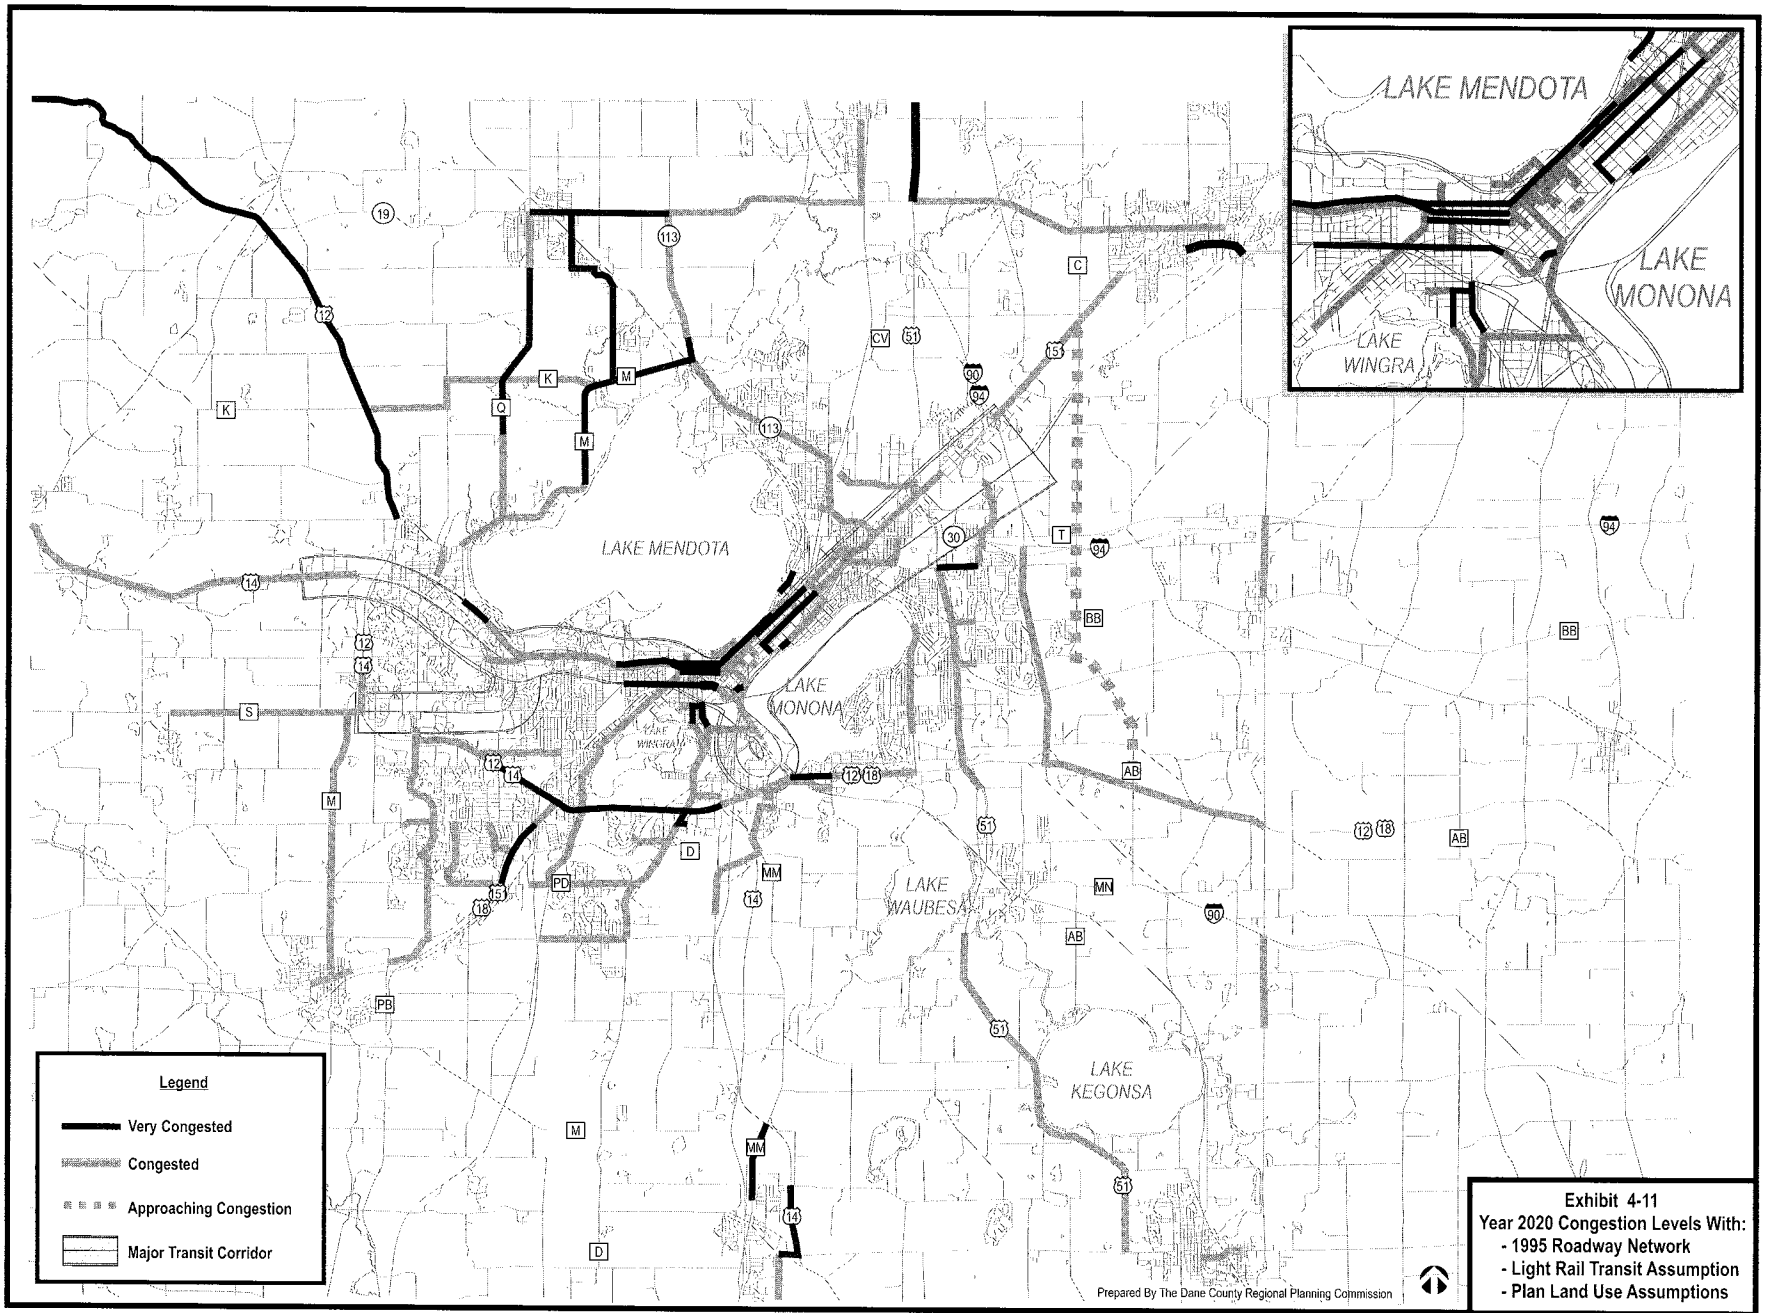 LAKE MENDOTA
LAKE
MONONA
LAKE
WINGRA
19
113
C
12
CV
51
151
90
94
K
M
K
Q
113
M
94
LAKE MENDOTA
30
T
94
14
BB
BB
12
14
LAKE
MONONA
S
LAKE
WINGRA
12
14
12
18
AB
M
51
12
18
AB
D
PD
MM
LAKE
WAUBESA
MN
151
18
14
90
AB
PB
51
LAKE
KEGONSA
M
MM
51
14
D
Legend
Very Congested
Congested
Approaching Congestion
Major Transit Corridor
Exhibit 4-11
Year 2020 Congestion Levels With:
- 1995 Roadway Network
- Light Rail Transit Assumption
- Plan Land Use Assumptions
Prepared By The Dane County Regional Planning Commission